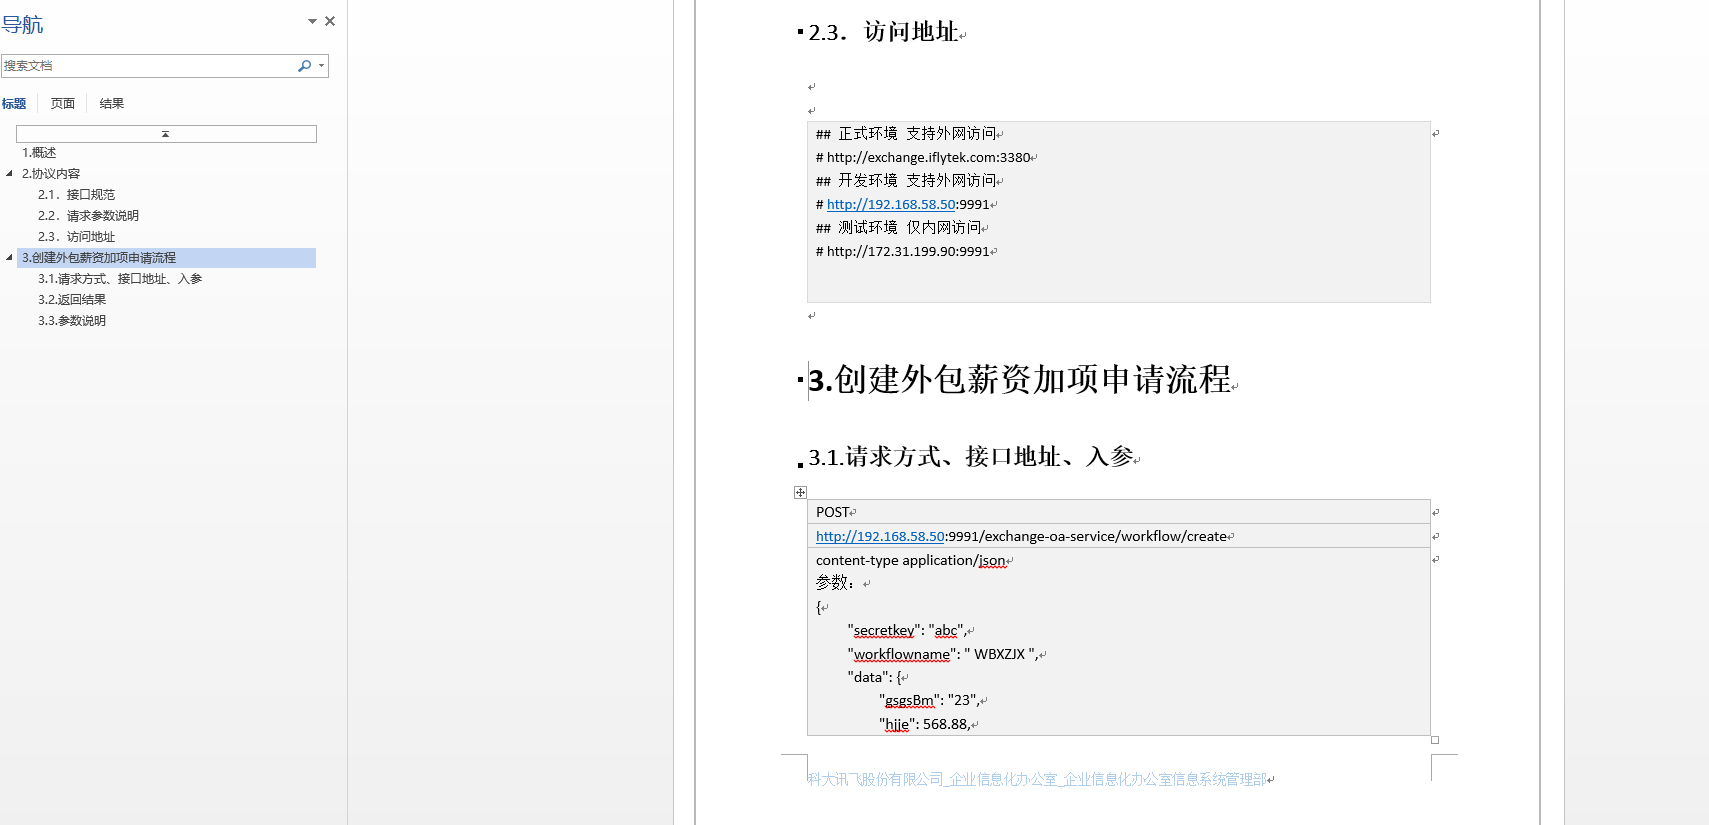 导航
搜索文档
标题 页面 结果
1.概述
2.协议内容
2.1. 接口规范
2.2. 请求参数说明
2.3. 访问地址
3.创建外包薪资加项申请流程
3.1.请求方式、接口地址、入参
3.2.返回结果
3.3.参数说明
2.3. 访问地址
## 正式环境 支持外网访问
# http://exchange.iflytek.com:3380
## 开发环境 支持外网访问
# http://192.168.58.50:9991
## 测试环境 仅内网访问
# http://172.31.199.90:9991
3.创建外包薪资加项申请流程
3.1.请求方式、接口地址、入参
POST
http://192.168.58.50:9991/exchange-oa-service/workflow/create
content-type application/json
参数：
{
"secretkey": "abc",
"workflowname": " WBXZJX ",
"data": {
"gsgsBm": "23",
"hjje": 568.88,
科大讯飞股份有限公司_企业信息化办公室_企业信息化办公室信息系统管理部